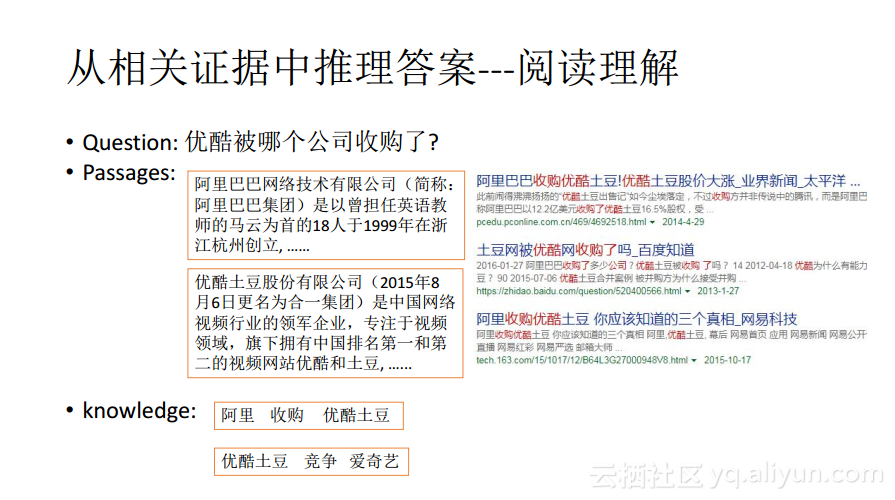 从相关证据中推理答案---阅读理解
• Question: 优酷被哪个公司收购了?
• Passages:
阿里巴巴网络技术有限公司（简称：
阿里巴巴集团）是以曾担任英语教
师的马云为首的18人于1999年在浙
江杭州创立, ......
优酷土豆股份有限公司（2015年8
月6日更名为合一集团）是中国网络
视频行业的领军企业，专注于视频
领域，旗下拥有中国排名第一和第
二的视频网站优酷和土豆, ......
阿里巴巴收购优酷土豆!优酷土豆股价大涨_业界新闻_太平洋 ...
此前闹得沸沸扬扬的“优酷土豆出售记”如今尘埃落定，不过收购方并非传说中的腾讯，而是阿里巴
称阿里巴以12.2亿美元收购了优酷土豆16.5%股权，受 ...
pcedu.pconline.com.cn/469/4692518.html 2014-4-29
土豆网被优酷网收购了吗_百度知道
2016-01-27 阿里巴巴收购了多少公司？优酷土豆被收购 了吗？ 14 2012-04-18 优酷为什么有能力
豆？ 90 2015-07-06 优酷土豆合并案例 被并购方为什么接受并购 ...
https://zhidao.baidu.com/question/520400566.html 2013-1-27
阿里收购优酷土豆 你应该知道的三个真相_网易科技
阿里收购优酷土豆 你应该知道的三个真相 阿里,优酷土豆, 幕后 网易首页 应用 网易新闻 网易公开
直播 网易红彩 网易严选 邮箱大师 ...
tech.163.com/15/1017/12/B64L3G27000948V8.html 2015-10-17
• knowledge:
阿里 收购 优酷土豆
优酷土豆 竞争 爱奇艺
云栖社区 yq.aliyun.com